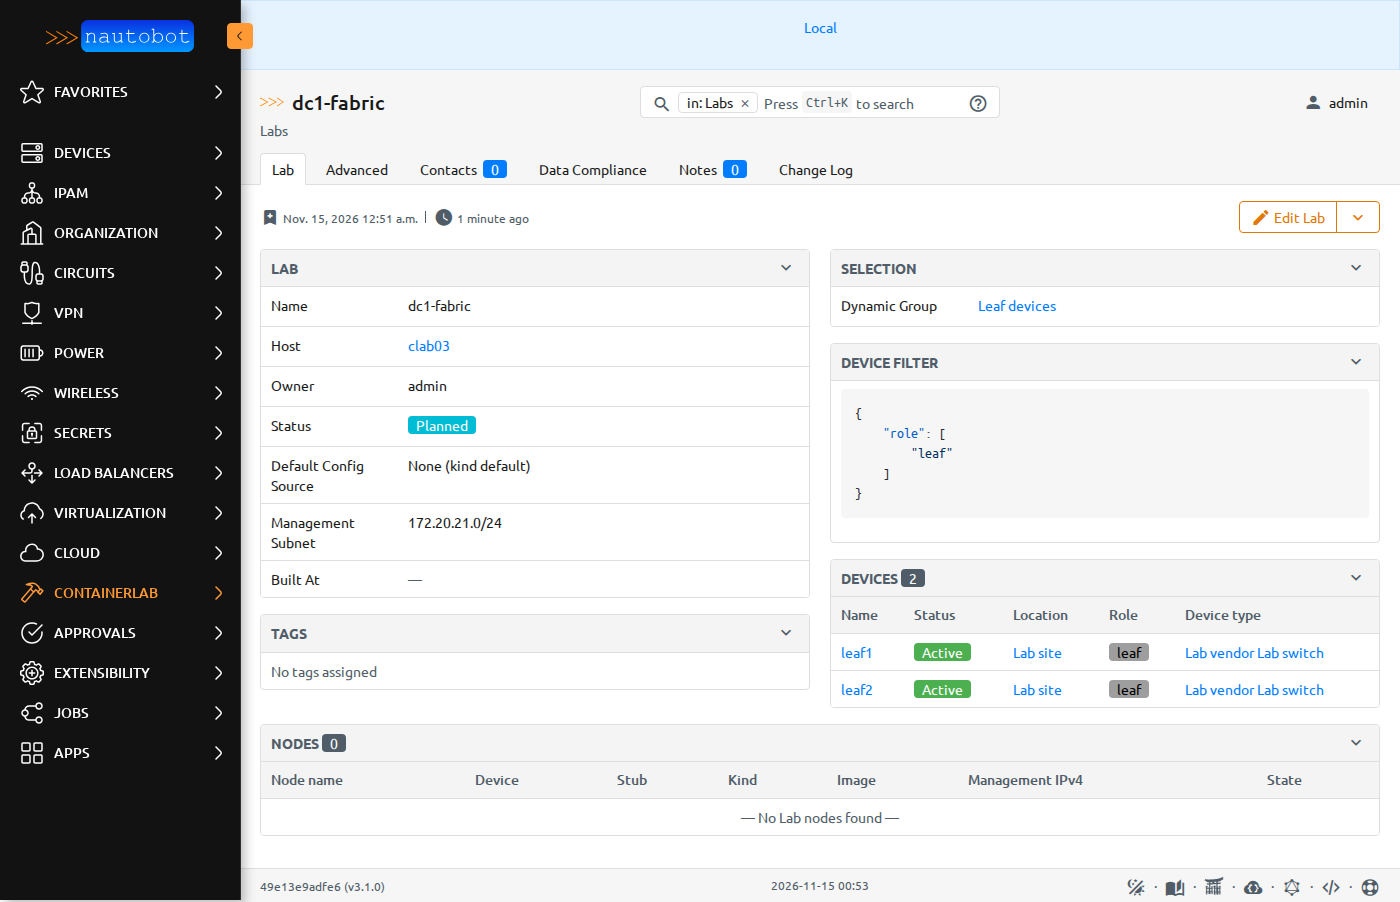 >>> nautobot
FAVORITES
DEVICES
IPAM
ORGANIZATION
CIRCUITS
VPN
POWER
WIRELESS
SECRETS
LOAD BALANCERS
VIRTUALIZATION
CLOUD
CONTAINERLAB
APPROVALS
EXTENSIBILITY
JOBS
APPS
Local
>>> dc1-fabric
in: Labs × Press Ctrl+K to search
admin
Labs
Lab Advanced Contacts 0 Data Compliance Notes 0 Change Log
Nov. 15, 2026 12:51 a.m. | 1 minute ago
Edit Lab
LAB
Name dc1-fabric
Host clab03
Owner admin
Status Planned
Default Config Source None (kind default)
Management Subnet 172.20.21.0/24
Built At —
TAGS
No tags assigned
SELECTION
Dynamic Group Leaf devices
DEVICE FILTER
{
"role": [
"leaf"
]
}
DEVICES 2
Name Status Location Role Device type
leaf1 Active Lab site leaf Lab vendor Lab switch
leaf2 Active Lab site leaf Lab vendor Lab switch
NODES 0
Node name Device Stub Kind Image Management IPv4 State
— No Lab nodes found —
49e13e9adfe6 (v3.1.0)
2026-11-15 00:53